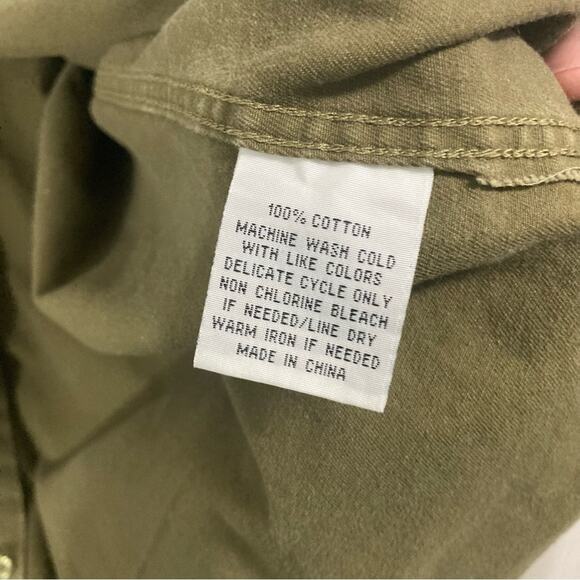 100% COTTON
MACHINE WASH COLD
WITH LIKE COLORS
DELICATE CYCLE ONLY
NON CHLORINE BLEACH
IF NEEDED/LINE DRY
WARM IRON IF NEEDED
MADE IN CHINA